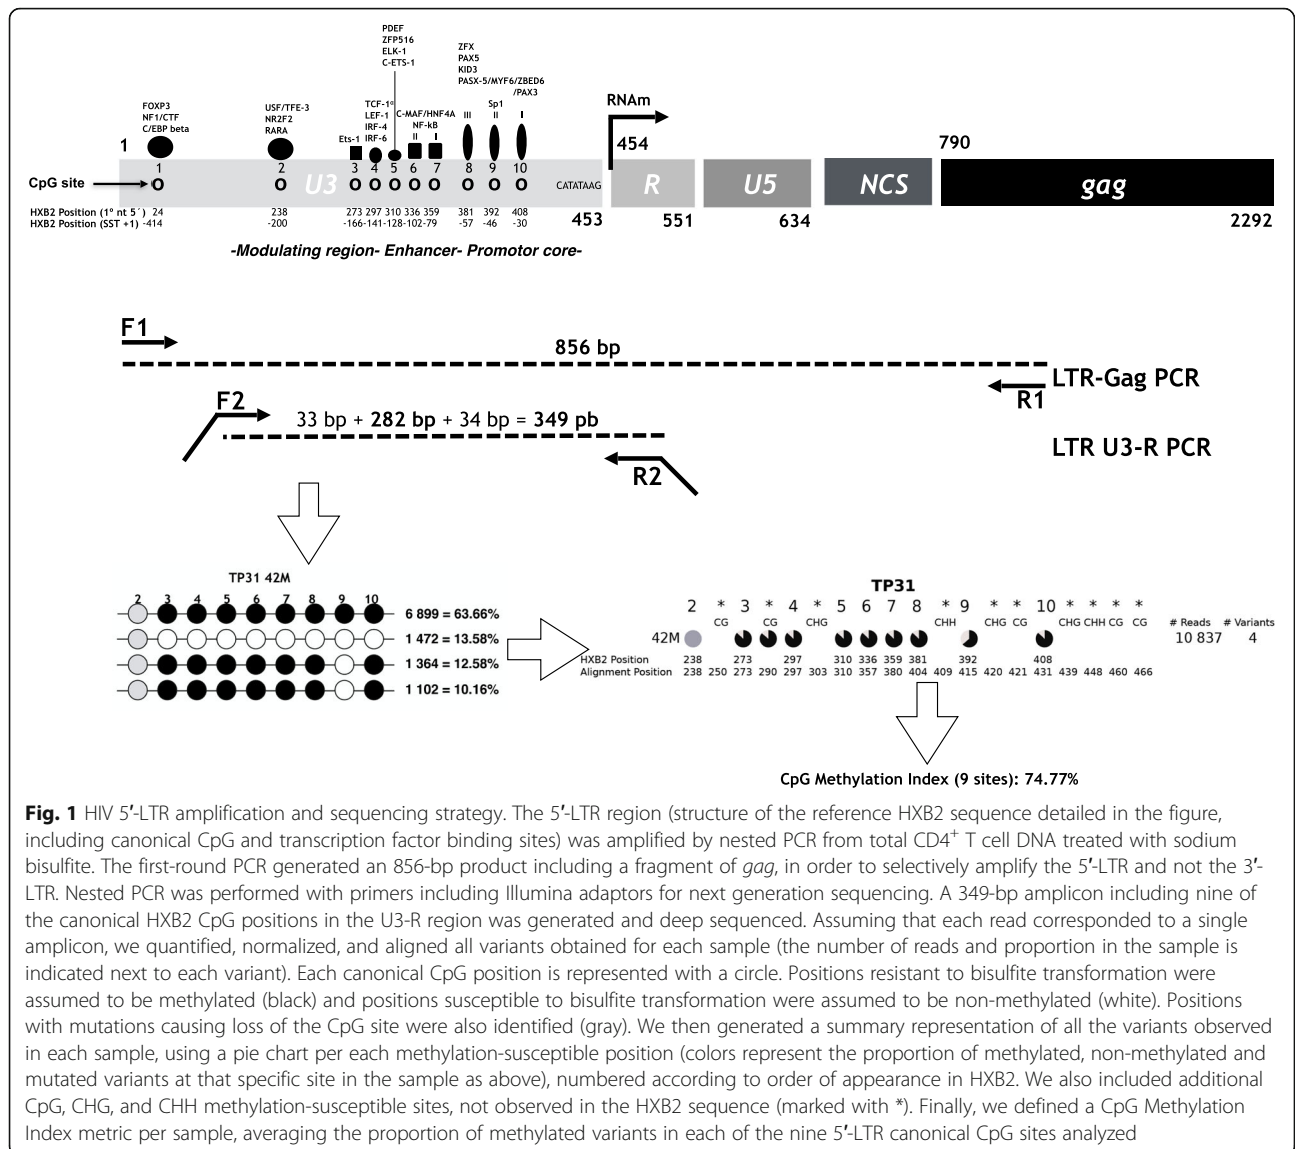 PDEF
ZFP516
ELK-1
C-ETS-1
ZFX
PAX5
KID3
PASX-5/MYF6/ZBED6
/PAX3
FOXP3
NF1/CTF
C/EBP beta
USF/TFE-3
NR2F2
RARA
TCF-1α
LEF-1
IRF-4
IRF-6
Ets-1
C-MAF/HNF4A
NF-kB
II I
III
Sp1
II
I
RNAm
1
454
790
1 2 3 4 5 6 7 8 9 10
CpG site
U3
CATATAAG
R
U5
NCS
gag
HXB2 Position (1º nt 5´) 24 238 273 297 310 336 359 381 392 408
HXB2 Position (SST +1) -414 -200 -166 -141 -128 -102 -79 -57 -46 -30
453
551
634
2292
-Modulating region- Enhancer- Promotor core-
F1
856 bp
LTR-Gag PCR
R1
F2
33 bp + 282 bp + 34 bp = 349 pb
LTR U3-R PCR
R2
TP31 42M
2 3 4 5 6 7 8 9 10
6 899 = 63.66%
1 472 = 13.58%
1 364 = 12.58%
1 102 = 10.16%
TP31
2 * 3 * 4 * 5 6 7 8 * 9 * * 10 * * * *
CG CG CHG CHH CHG CG CHG CHH CG CG
# Reads # Variants
42M
10 837 4
HXB2 Position 238 273 297 310 336 359 381 392 408
Alignment Position 238 250 273 290 297 303 310 357 380 404 409 415 420 421 431 439 448 460 466
CpG Methylation Index (9 sites): 74.77%
Fig. 1 HIV 5′-LTR amplification and sequencing strategy. The 5′-LTR region (structure of the reference HXB2 sequence detailed in the figure,
including canonical CpG and transcription factor binding sites) was amplified by nested PCR from total CD4+ T cell DNA treated with sodium
bisulfite. The first-round PCR generated an 856-bp product including a fragment of gag, in order to selectively amplify the 5′-LTR and not the 3′-
LTR. Nested PCR was performed with primers including Illumina adaptors for next generation sequencing. A 349-bp amplicon including nine of
the canonical HXB2 CpG positions in the U3-R region was generated and deep sequenced. Assuming that each read corresponded to a single
amplicon, we quantified, normalized, and aligned all variants obtained for each sample (the number of reads and proportion in the sample is
indicated next to each variant). Each canonical CpG position is represented with a circle. Positions resistant to bisulfite transformation were
assumed to be methylated (black) and positions susceptible to bisulfite transformation were assumed to be non-methylated (white). Positions
with mutations causing loss of the CpG site were also identified (gray). We then generated a summary representation of all the variants observed
in each sample, using a pie chart per each methylation-susceptible position (colors represent the proportion of methylated, non-methylated and
mutated variants at that specific site in the sample as above), numbered according to order of appearance in HXB2. We also included additional
CpG, CHG, and CHH methylation-susceptible sites, not observed in the HXB2 sequence (marked with *). Finally, we defined a CpG Methylation
Index metric per sample, averaging the proportion of methylated variants in each of the nine 5′-LTR canonical CpG sites analyzed